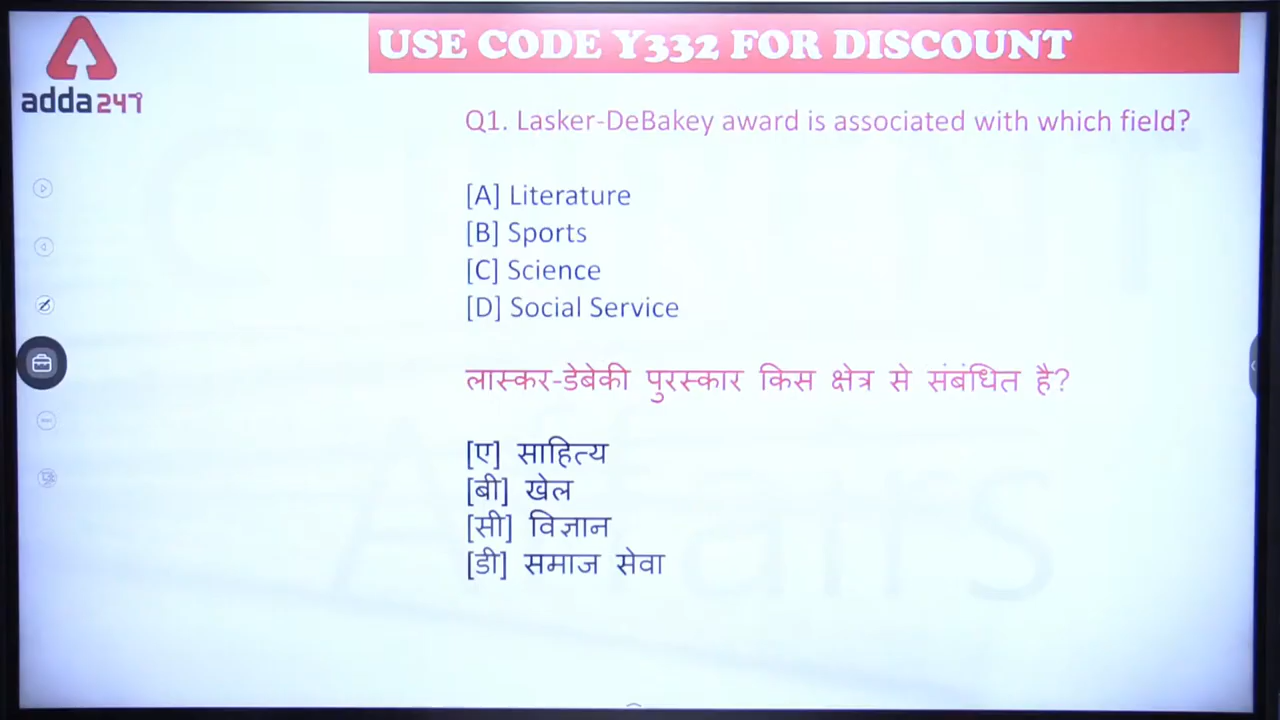 USE CODE Y332 FOR DISCOUNT
adda247
Q1. Lasker-DeBakey award is associated with which field?
[A] Literature
[B] Sports
[C] Science
[D] Social Service
लास्कर-डेबेकी पुरस्कार किस क्षेत्र से संबंधित है?
[ए] साहित्य
[बी] खेल
[सी] विज्ञान
[डी] समाज सेवा
Affairs